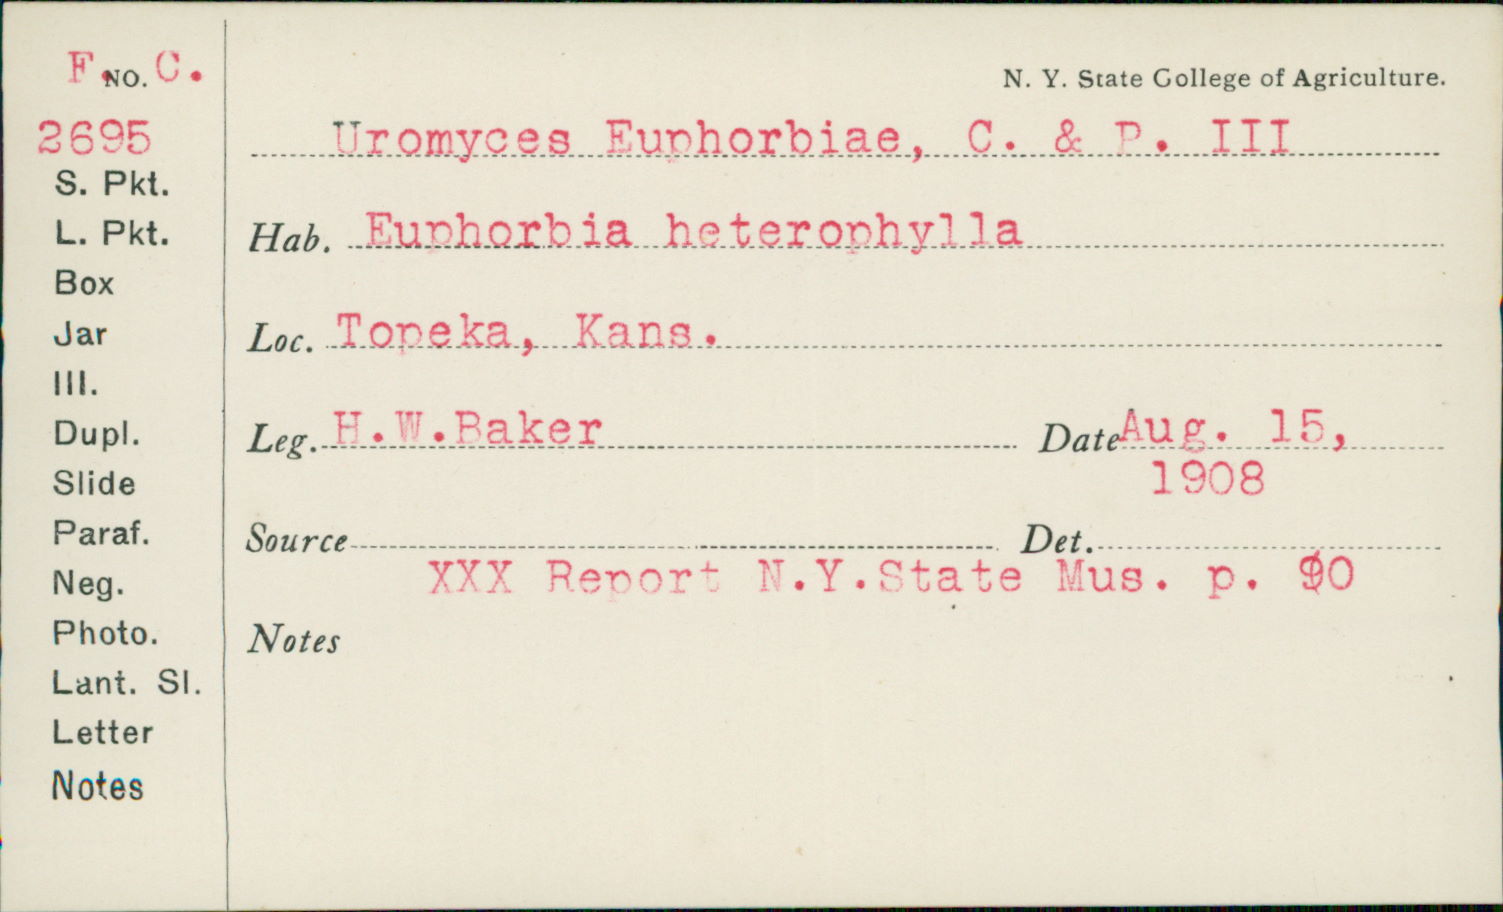 F. NO. C.
2695
S. Pkt.
L. Pkt.
Box
Jar
Ill.
Dupl.
Slide
Paraf.
Neg.
Photo.
Lant. Sl.
Letter
Notes
N. Y. State College of Agriculture.
Uromyces Euphorbiae, C. & P. III
Hab. Euphorbia heterophylla
Loc. Topeka, Kans.
Leg. H.W.Baker Date Aug. 15,
1908
Source Det.
XXX Report N.Y.State Mus. p. 90
Notes